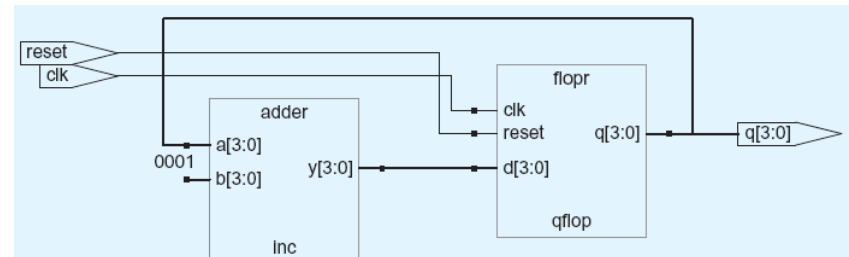 reset
clk
adder
0001
a[3:0]
b[3:0]
y[3:0]
inc
flopr
clk
reset
d[3:0]
q[3:0]
qflop
q[3:0]